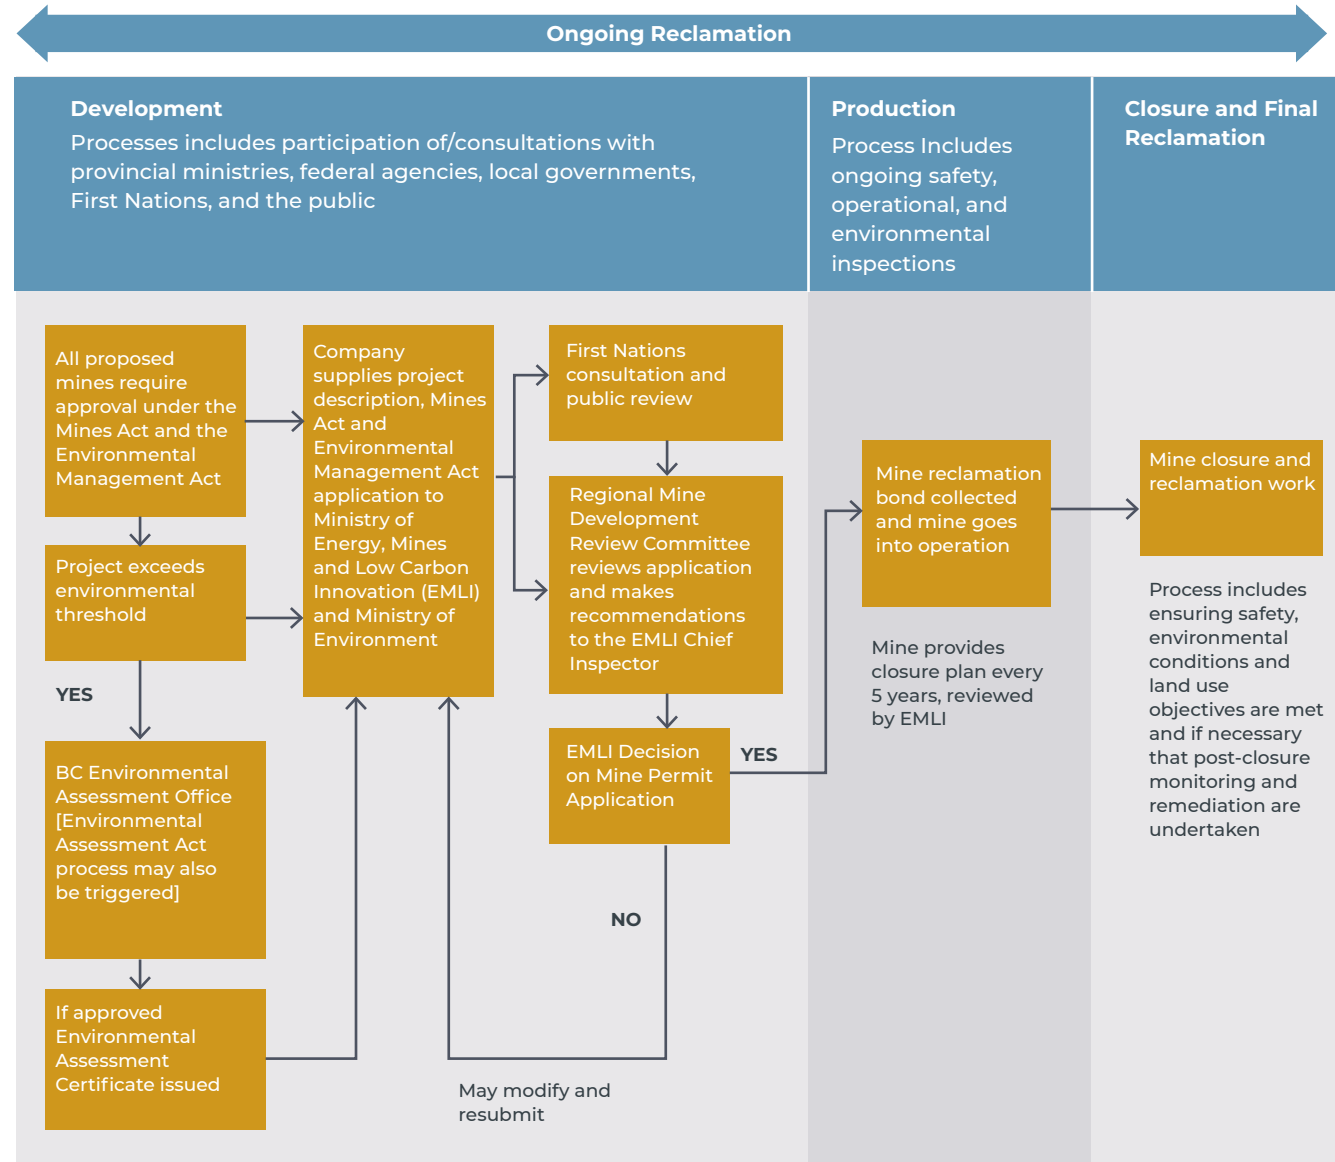 Ongoing Reclamation
Development
Processes includes participation of/consultations with
provincial ministries, federal agencies, local governments,
First Nations, and the public
Production
Process Includes
ongoing safety,
operational, and
environmental
inspections
Closure and Final
Reclamation
All proposed
mines require
approval under the
Mines Act and the
Environmental
Management Act
Project exceeds
environmental
threshold
YES
BC Environmental
Assessment Office
[Environmental
Assessment Act
process may also
be triggered]
If approved
Environmental
Assessment
Certificate issued
Company
supplies project
description, Mines
Act and
Environmental
Management Act
application to
Ministry of
Energy, Mines
and Low Carbon
Innovation (EMLI)
and Ministry of
Environment
First Nations
consultation and
public review
Regional Mine
Development
Review Committee
reviews application
and makes
recommendations
to the EMLI Chief
Inspector
EMLI Decision
on Mine Permit
Application
YES
NO
May modify and
resubmit
Mine reclamation
bond collected
and mine goes
into operation
Mine provides
closure plan every
5 years, reviewed
by EMLI
Mine closure and
reclamation work
Process includes
ensuring safety,
environmental
conditions and
land use
objectives are met
and if necessary
that post-closure
monitoring and
remediation are
undertaken